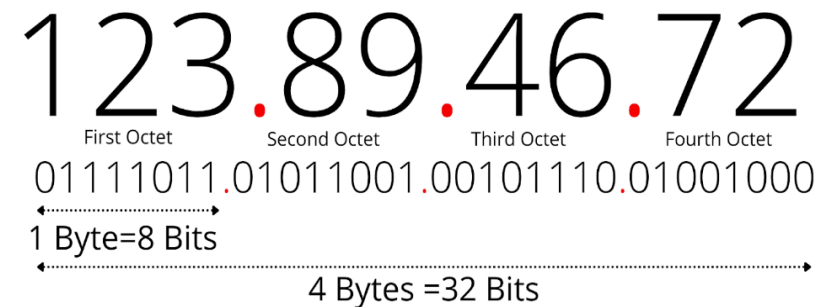 123.89.46.72
First Octet Second Octet Third Octet Fourth Octet
01111011.01011001.00101110.01001000
1 Byte=8 Bits
4 Bytes =32 Bits